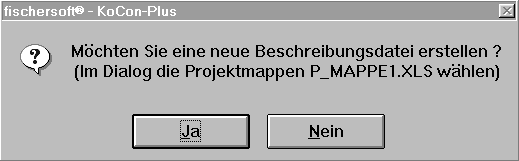 fischersoft® - KoCon-Plus
Möchten Sie eine neue Beschreibungsdatei erstellen ?
(Im Dialog die Projektmappen P_MAPPE1.XLS wählen)
Ja
Nein